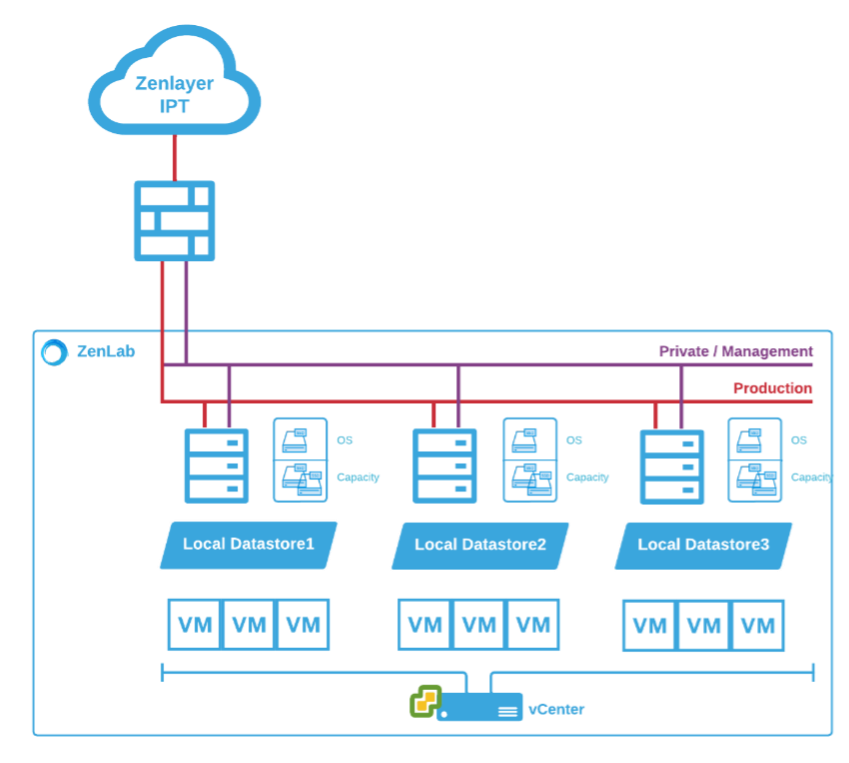 Zenlayer
IPT
ZenLab
Private / Management
Production
OS
Capacity
OS
Capacity
OS
Capacity
Local Datastore1
Local Datastore2
Local Datastore3
VM VM VM
VM VM VM
VM VM VM
vCenter